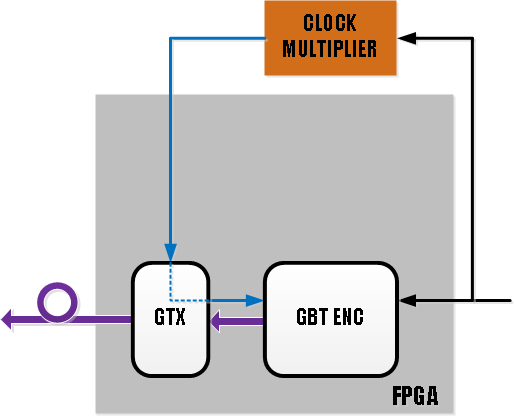 CLOCK
MULTIPLIER
GTX
GBT ENC
FPGA